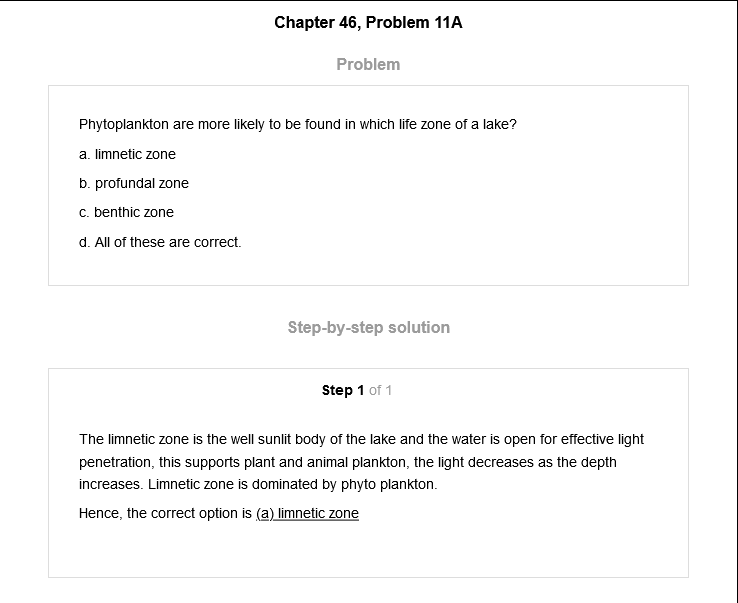 Chapter 46, Problem 11A
Problem
Phytoplankton are more likely to be found in which life zone of a lake?
a. limnetic zone
b. profundal zone
c. benthic zone
d. All of these are correct.
Step-by-step solution
Step 1 of 1
The limnetic zone is the well sunlit body of the lake and the water is open for effective light
penetration, this supports plant and animal plankton, the light decreases as the depth
increases. Limnetic zone is dominated by phyto plankton.
Hence, the correct option is (a) limnetic zone